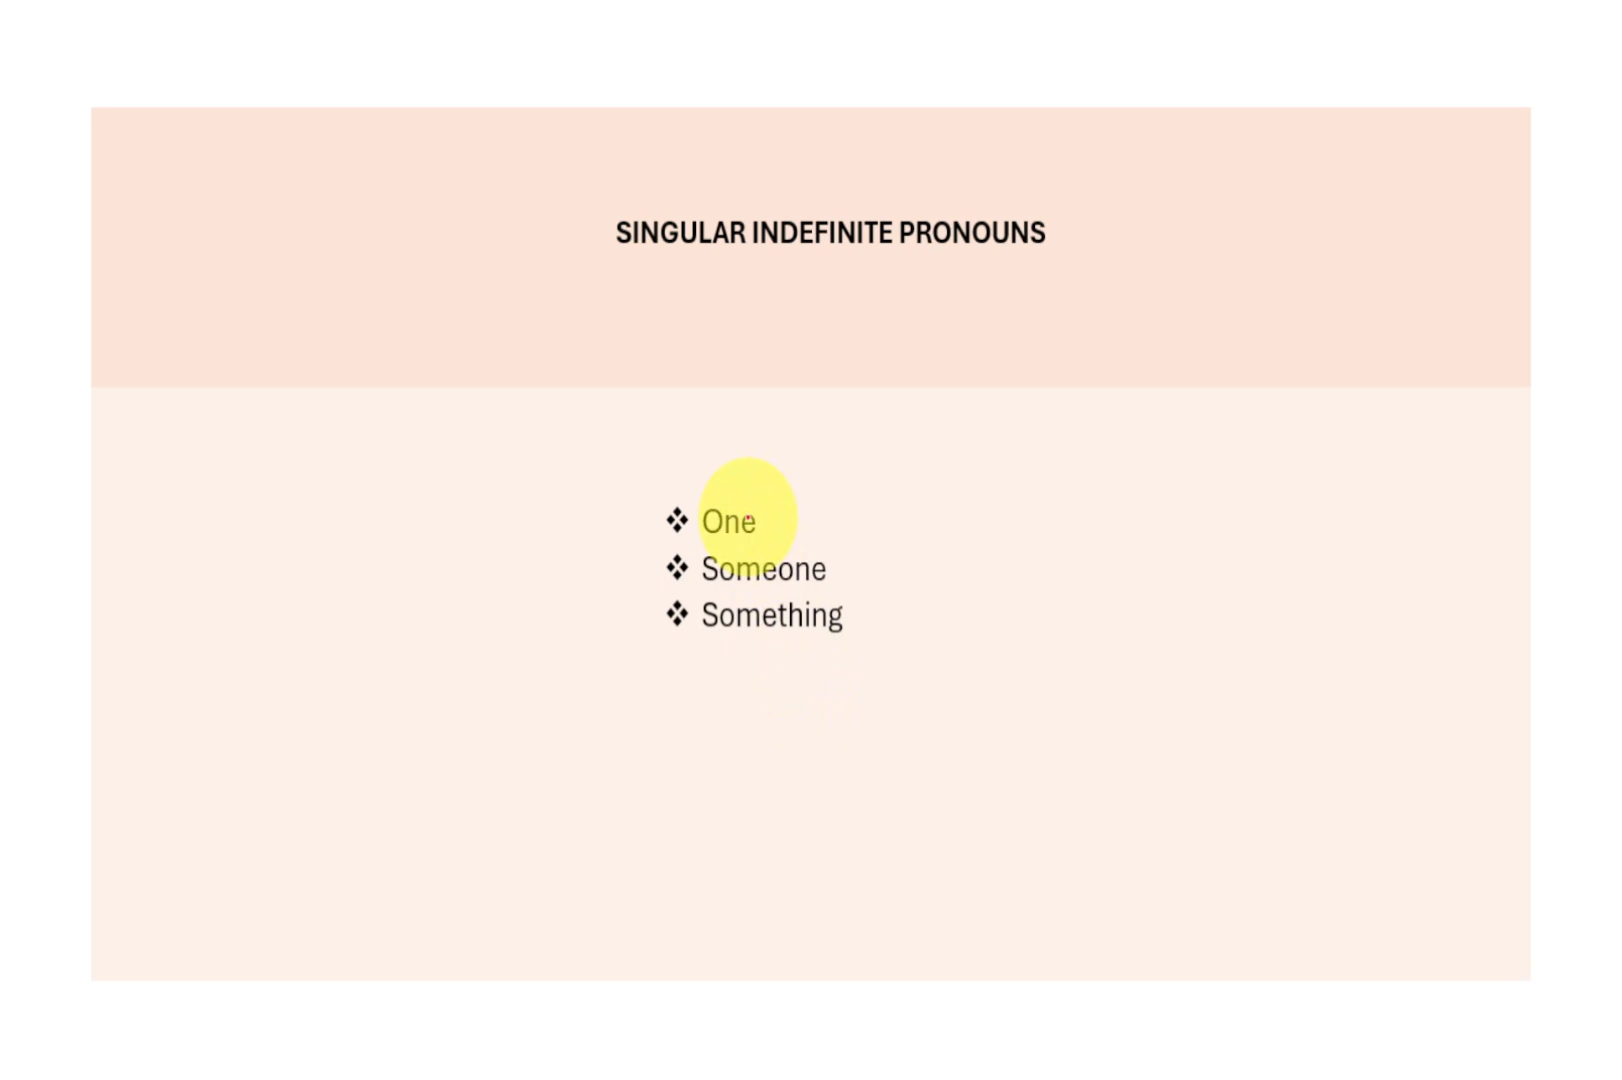 SINGULAR INDEFINITE PRONOUNS
❖ One
❖ Someone
❖ Something